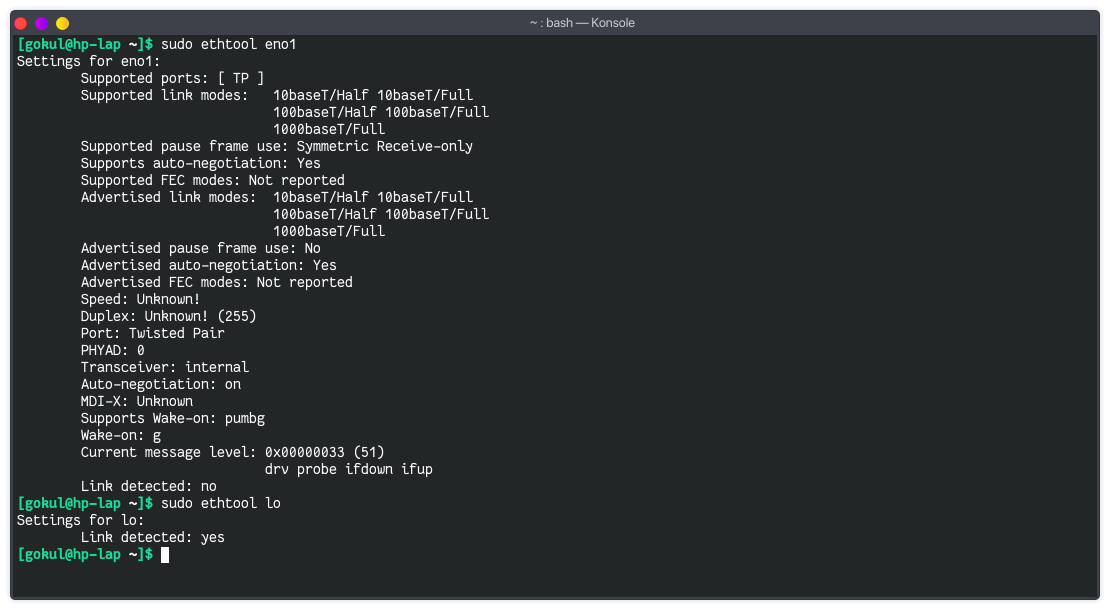 ~ : bash — Konsole
[gokul@hp-lap ~]$ sudo ethtool eno1
Settings for eno1:
        Supported ports: [ TP ]
        Supported link modes:   10baseT/Half 10baseT/Full
                                100baseT/Half 100baseT/Full
                                1000baseT/Full
        Supported pause frame use: Symmetric Receive-only
        Supports auto-negotiation: Yes
        Supported FEC modes: Not reported
        Advertised link modes:  10baseT/Half 10baseT/Full
                                100baseT/Half 100baseT/Full
                                1000baseT/Full
        Advertised pause frame use: No
        Advertised auto-negotiation: Yes
        Advertised FEC modes: Not reported
        Speed: Unknown!
        Duplex: Unknown! (255)
        Port: Twisted Pair
        PHYAD: 0
        Transceiver: internal
        Auto-negotiation: on
        MDI-X: Unknown
        Supports Wake-on: pumbg
        Wake-on: g
        Current message level: 0x00000033 (51)
                               drv probe ifdown ifup
        Link detected: no
[gokul@hp-lap ~]$ sudo ethtool lo
Settings for lo:
        Link detected: yes
[gokul@hp-lap ~]$